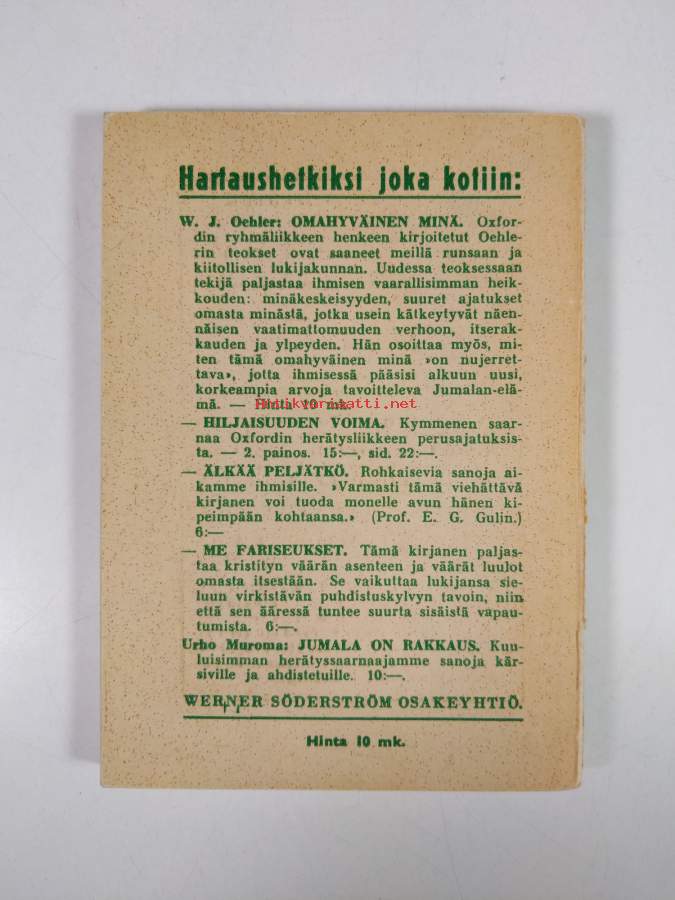 Hartaushetkiksi joka kotiin:
W. J. Oehler: OMAHYVÄINEN MINÄ. Oxfor-
din ryhmäliikkeen henkeen kirjoitetut Oehle-
rin teokset ovat saaneet meillä runsaan ja
kiitollisen lukijakunnan. Uudessa teoksessaan
tekijä paljastaa ihmisen vaarallisimman heik-
kouden: minäkeskeisyyden, suuret ajatukset
omasta minästä, jotka usein kätkeytyvät näen-
näisen vaatimattomuuden verhoon, itserak-
kauden ja ylpeyden. Hän osoittaa myös, mi-
ten tämä omahyväinen minä »on nujerret-
tava», jotta ihmisessä pääsisi alkuun uusi,
korkeampia arvoja tavoitteleva Jumalan-elä-
mä. — Hinta 10 mk.
Antikvariaatti.net
— HILJAISUUDEN VOIMA. Kymmenen saar-
naa Oxfordin herätysliikkeen perusajatuksis-
ta. — 2. painos. 15:—, sid. 22:—.
— ÄLKÄÄ PELJÄTKÖ. Rohkaisevia sanoja ai-
kamme ihmisille. »Varmasti tämä viehättävä
kirjanen voi tuoda monelle avun hänen ki-
peimpään kohtaansa.» (Prof. E. G. Gulin.)
6:—
— ME FARISEUKSET. Tämä kirjanen paljas-
taa kristityn väärän asenteen ja väärät luulot
omasta itsestään. Se vaikuttaa lukijansa sie-
luun virkistävän puhdistuskylvyn tavoin, niin
että sen ääressä tuntee suurta sisäistä vapau-
tumista. 6:—.
Urho Muroma: JUMALA ON RAKKAUS. Kuu-
luisimman herätyssaarnaajamme sanoja kär-
siville ja ahdistetuille. 10:—.
WERNER SÖDERSTRÖM OSAKEYHTIÖ.
Hinta 10 mk.